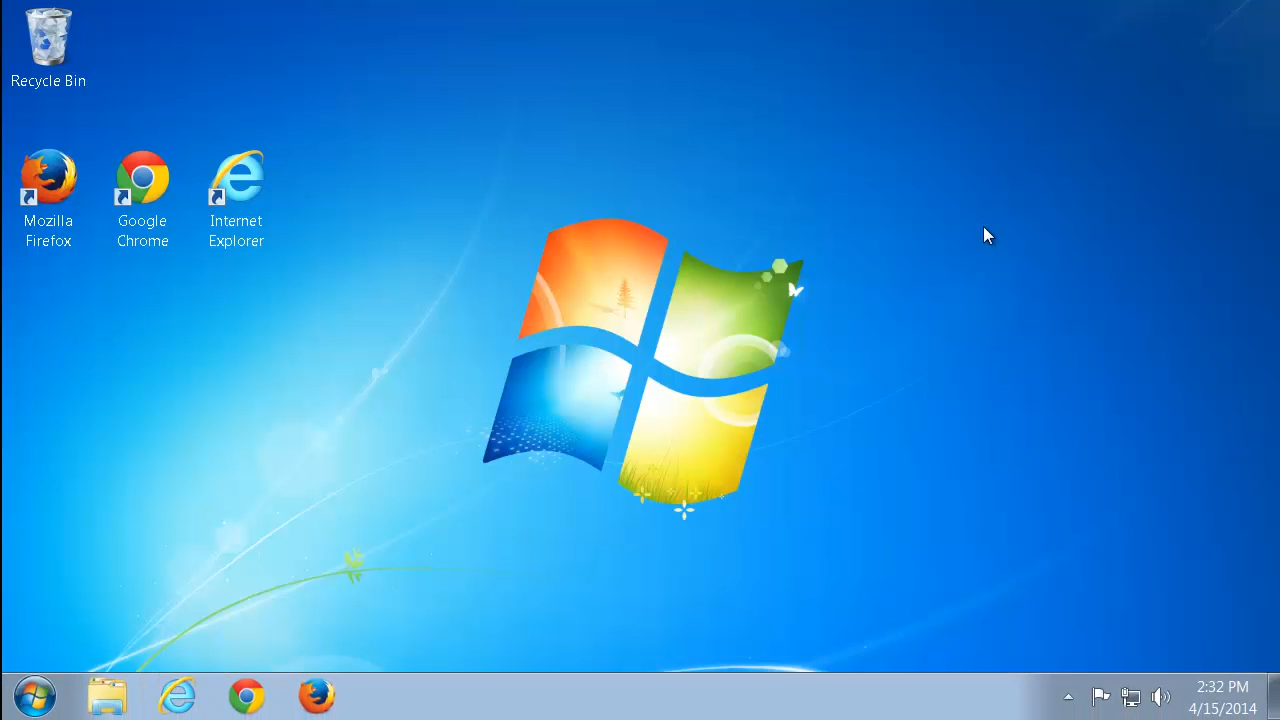 Recycle Bin
Mozilla
Firefox
Google
Chrome
Internet
Explorer
2:32 PM
4/15/2014